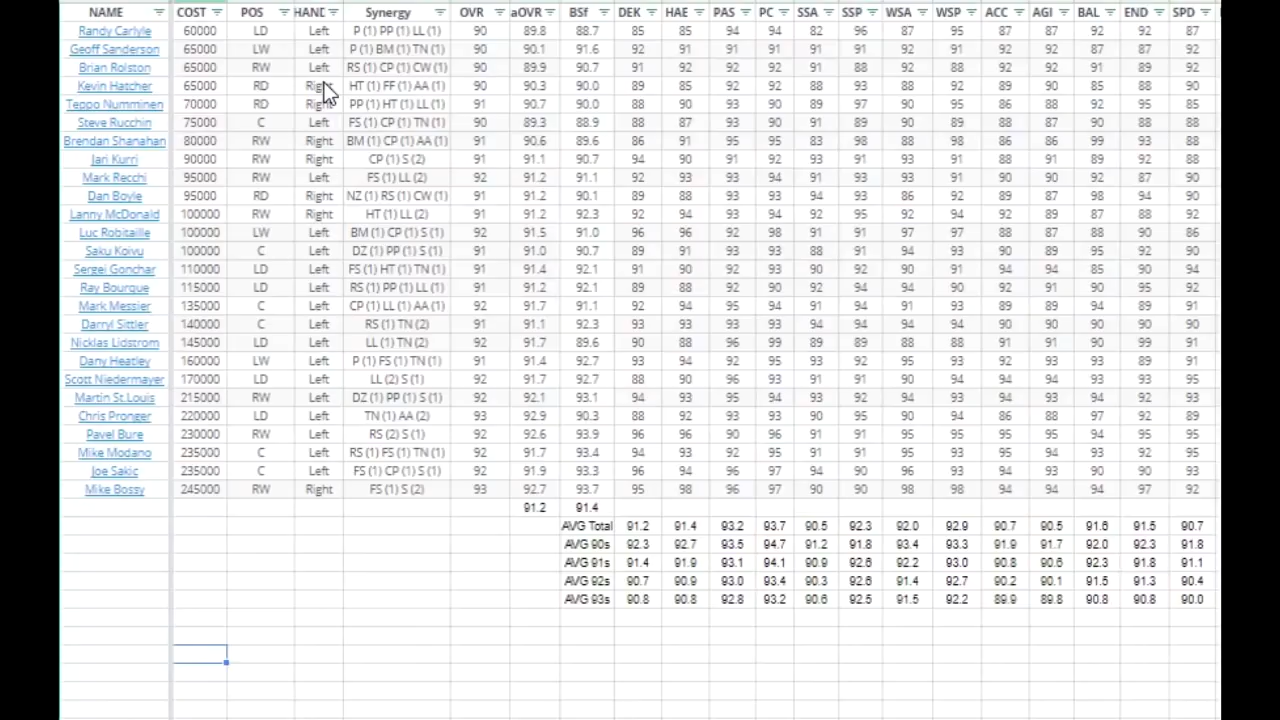 NAME COST POS HAND Synergy OVR aOVR BSf DEK HAE PAS PC SSA SSP WSA WSP ACC AGI BAL END SPD
Randy Carlyle 60000 LD Left P (1) PP (1) LL (1) 90 89.8 88.7 85 85 94 94 82 96 87 95 87 87 92 92 87
Geoff Sanderson 65000 LW Left P (1) BM (1) TN (1) 90 90.1 91.6 92 91 91 91 91 92 91 92 92 92 87 87 92
Brian Rolston 65000 RW Left RS (1) CP (1) CW (1) 90 89.9 90.7 91 92 92 92 91 88 92 88 92 92 91 92 91
Kevin Hatcher 65000 RD Right HT (1) FF (1) AA (1) 90 90.3 90.0 89 85 92 92 88 93 88 92 89 90 85 88 90
Teppo Numminen 70000 RD Right PP (1) HT (1) LL (1) 91 90.7 90.0 88 90 93 90 89 97 90 95 86 88 92 95 85
Steve Rucchin 75000 C Left FS (1) CP (1) TN (1) 90 89.3 88.9 88 87 93 90 91 89 90 89 88 87 90 88 88
Brendan Shanahan 80000 RW Right BM (1) CP (1) AA (1) 91 90.6 89.6 86 91 95 95 83 98 88 98 86 86 99 93 88
Jari Kurri 90000 RW Right CP (1) S (2) 91 91.1 90.7 94 90 91 92 93 91 93 91 88 91 89 92 88
Mark Recchi 95000 RW Left FS (1) LL (2) 91 91.2 91.1 92 93 93 94 91 93 91 93 90 90 92 87 90
Dan Boyle 95000 RD Right NZ (1) RS (1) CW (1) 91 91.2 90.1 89 88 93 93 94 93 86 92 89 87 98 94 90
Lanny McDonald 100000 RW Right HT (1) LL (2) 91 91.2 92.3 92 94 93 94 92 95 92 94 89 91 87 88 92
Luc Robitaille 100000 LW Left BM (1) CP (1) S (1) 92 91.5 91.0 96 96 92 98 91 91 97 97 88 87 88 90 86
Saku Koivu 100000 C Left DZ (1) PP (1) S (1) 91 91.0 90.7 89 91 93 93 88 91 94 93 90 89 95 92 90
Sergei Gonchar 110000 LD Left FS (1) HT (1) TN (1) 91 91.4 92.1 91 90 92 93 92 92 90 91 94 94 85 90 94
Ray Bourque 115000 LD Left RS (1) PP (1) LL (1) 91 91.2 92.1 89 88 92 90 92 94 94 90 92 91 90 95 92
Mark Messier 135000 C Left CP (1) LL (1) AA (1) 92 91.7 91.1 92 94 95 94 91 94 91 93 89 89 94 89 91
Darryl Sittler 140000 C Left RS (1) TN (2) 91 91.1 92.3 93 93 93 93 94 94 94 94 90 90 90 90 90
Nicklas Lidstrom 145000 LD Left LL (1) TN (2) 92 91.7 89.6 90 88 96 99 89 89 88 88 91 91 90 99 91
Dany Heatley 160000 LW Left P (1) FS (1) TN (1) 91 91.4 92.7 93 94 92 95 92 92 95 93 90 92 93 89 91
Scott Niedermayer 170000 LD Left LL (2) S (1) 92 91.7 92.7 88 90 96 93 91 91 90 94 94 94 93 93 95
Martin St.Louis 215000 RW Left DZ (1) PP (1) S (1) 92 92.1 93.1 94 93 95 94 93 92 94 93 94 93 94 92 93
Chris Pronger 220000 LD Left TN (1) AA (2) 93 92.9 90.3 88 92 93 93 90 95 90 94 86 88 97 92 89
Pavel Bure 230000 RW Left RS (2) S (1) 92 92.6 93.9 96 96 90 96 91 91 95 95 95 95 94 92 95
Mike Modano 235000 C Left RS (1) FS (1) TN (1) 92 91.7 93.4 94 93 92 95 91 91 95 93 95 94 93 92 95
Joe Sakic 235000 C Left FS (1) CP (1) S (1) 92 91.9 93.3 96 94 96 97 94 90 96 93 94 93 90 90 93
Mike Bossy 245000 RW Right FS (1) S (2) 93 92.7 93.7 95 98 96 97 90 90 98 98 94 94 94 97 92
91.2 91.4
AVG Total 91.2 91.4 93.2 93.7 90.5 92.3 92.0 92.9 90.7 90.5 91.6 91.5 90.7
AVG 90s 92.3 92.7 93.5 94.7 91.2 91.8 93.4 93.3 91.9 91.7 92.0 92.3 91.8
AVG 91s 91.4 91.9 93.1 94.1 90.9 92.6 92.2 93.0 90.8 90.6 92.3 91.8 91.1
AVG 92s 90.7 90.9 93.0 93.4 90.3 92.6 91.4 92.7 90.2 90.1 91.5 91.3 90.4
AVG 93s 90.8 90.8 92.8 93.2 90.6 92.5 91.5 92.2 89.9 89.8 90.8 90.8 90.0